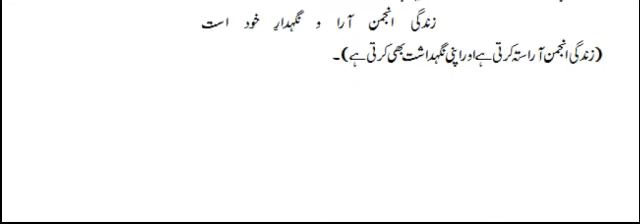 زندگی انجمن آرا و نگہدارِ خود است
(زندگی انجمن آراستہ کرتی ہے اور اپنی نگہداشت بھی کرتی ہے)۔